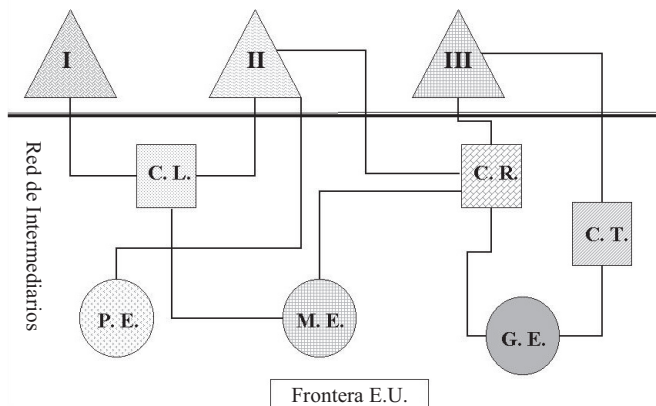 I
II
III
Red de Intermediarios
C. L.
C. R.
C. T.
P. E.
M. E.
G. E.
Frontera E.U.